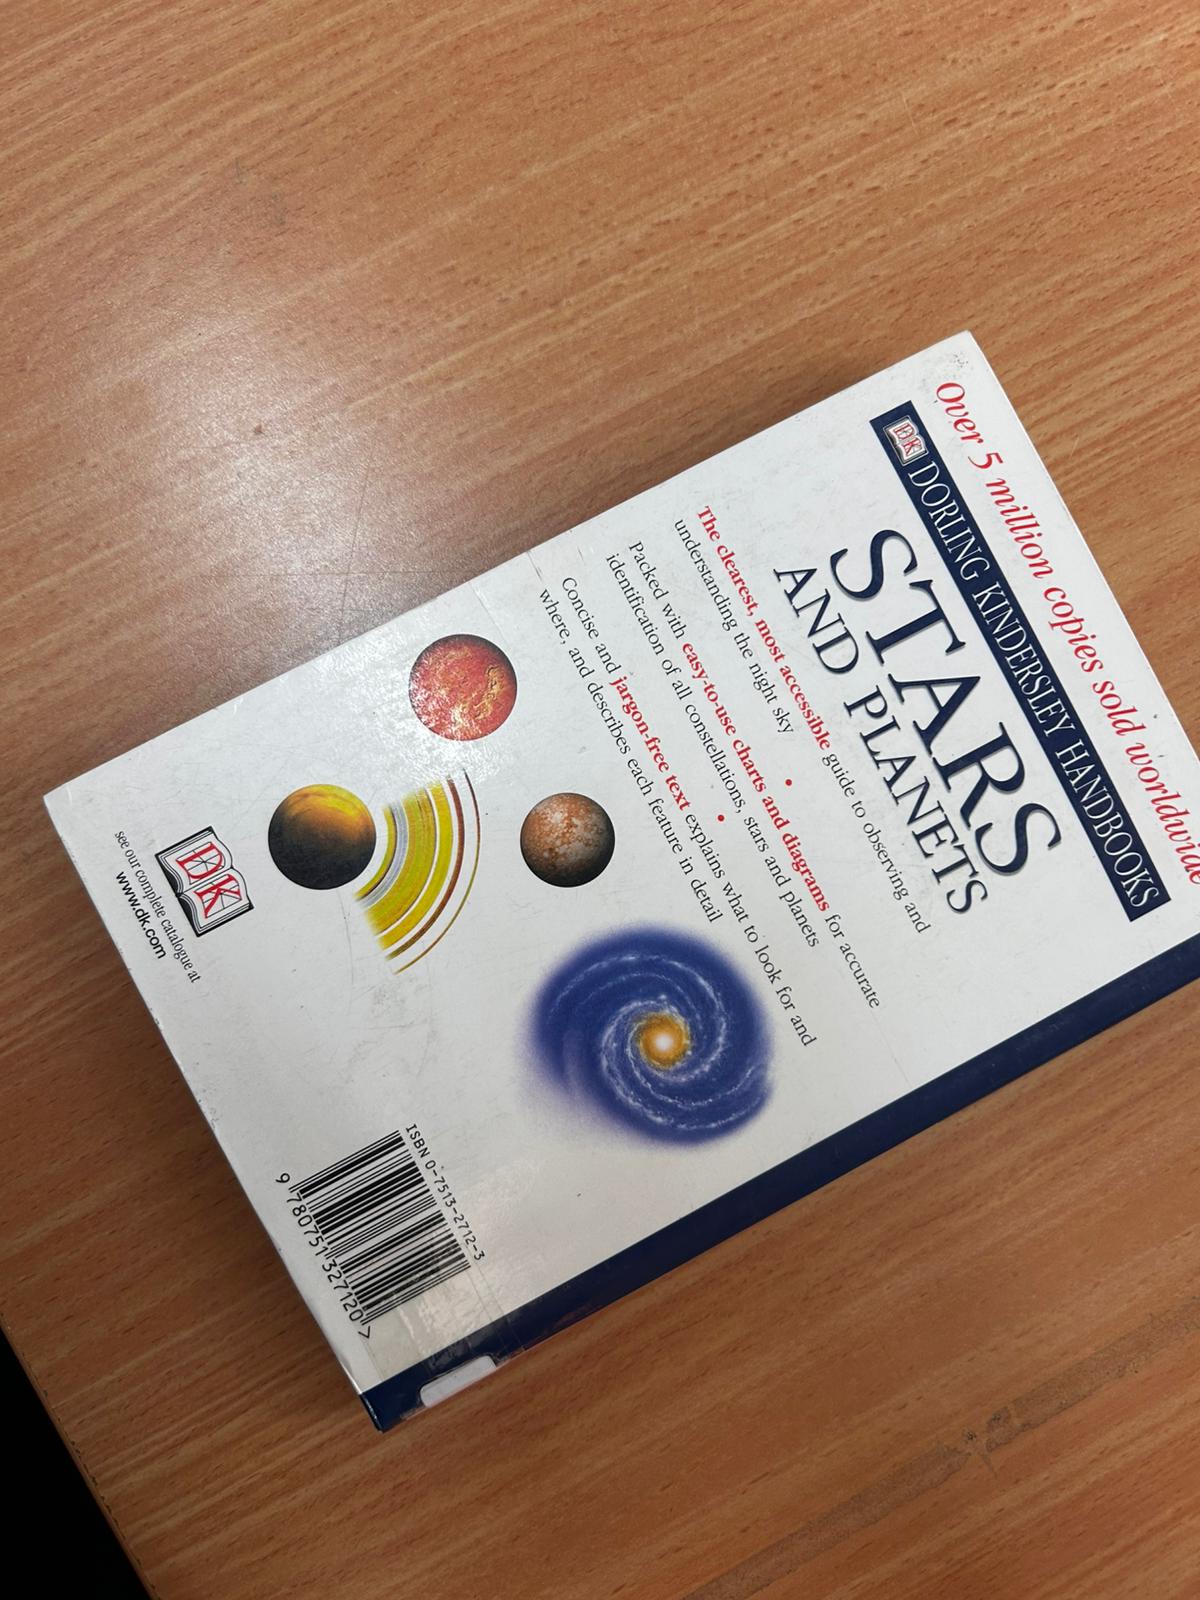 Over 5 million copies sold worldwide
DK DORLING KINDERSLEY HANDBOOKS
STARS
AND PLANETS
The clearest, most accessible guide to observing and
understanding the night sky
•
Packed with easy-to-use charts and diagrams for accurate
identification of all constellations, stars and planets
•
Concise and jargon-free text explains what to look for and
where, and describes each feature in detail
DK
see our complete catalogue at
www.dk.com
ISBN 0-7513-2712-3
9 780751 327120 >